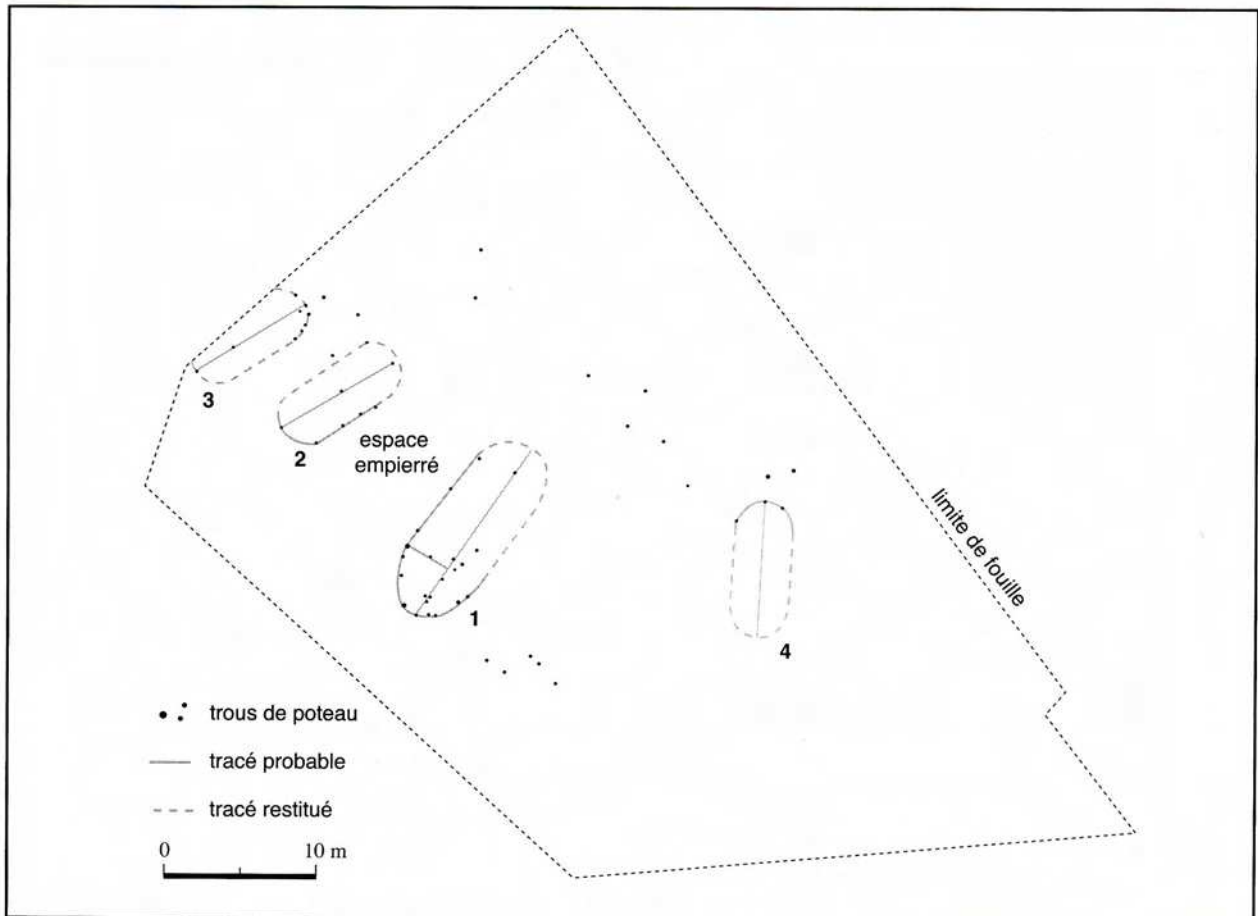 3
2
espace
empierré
1
4
limite de fouille
trous de poteau
tracé probable
tracé restitué
0 10 m